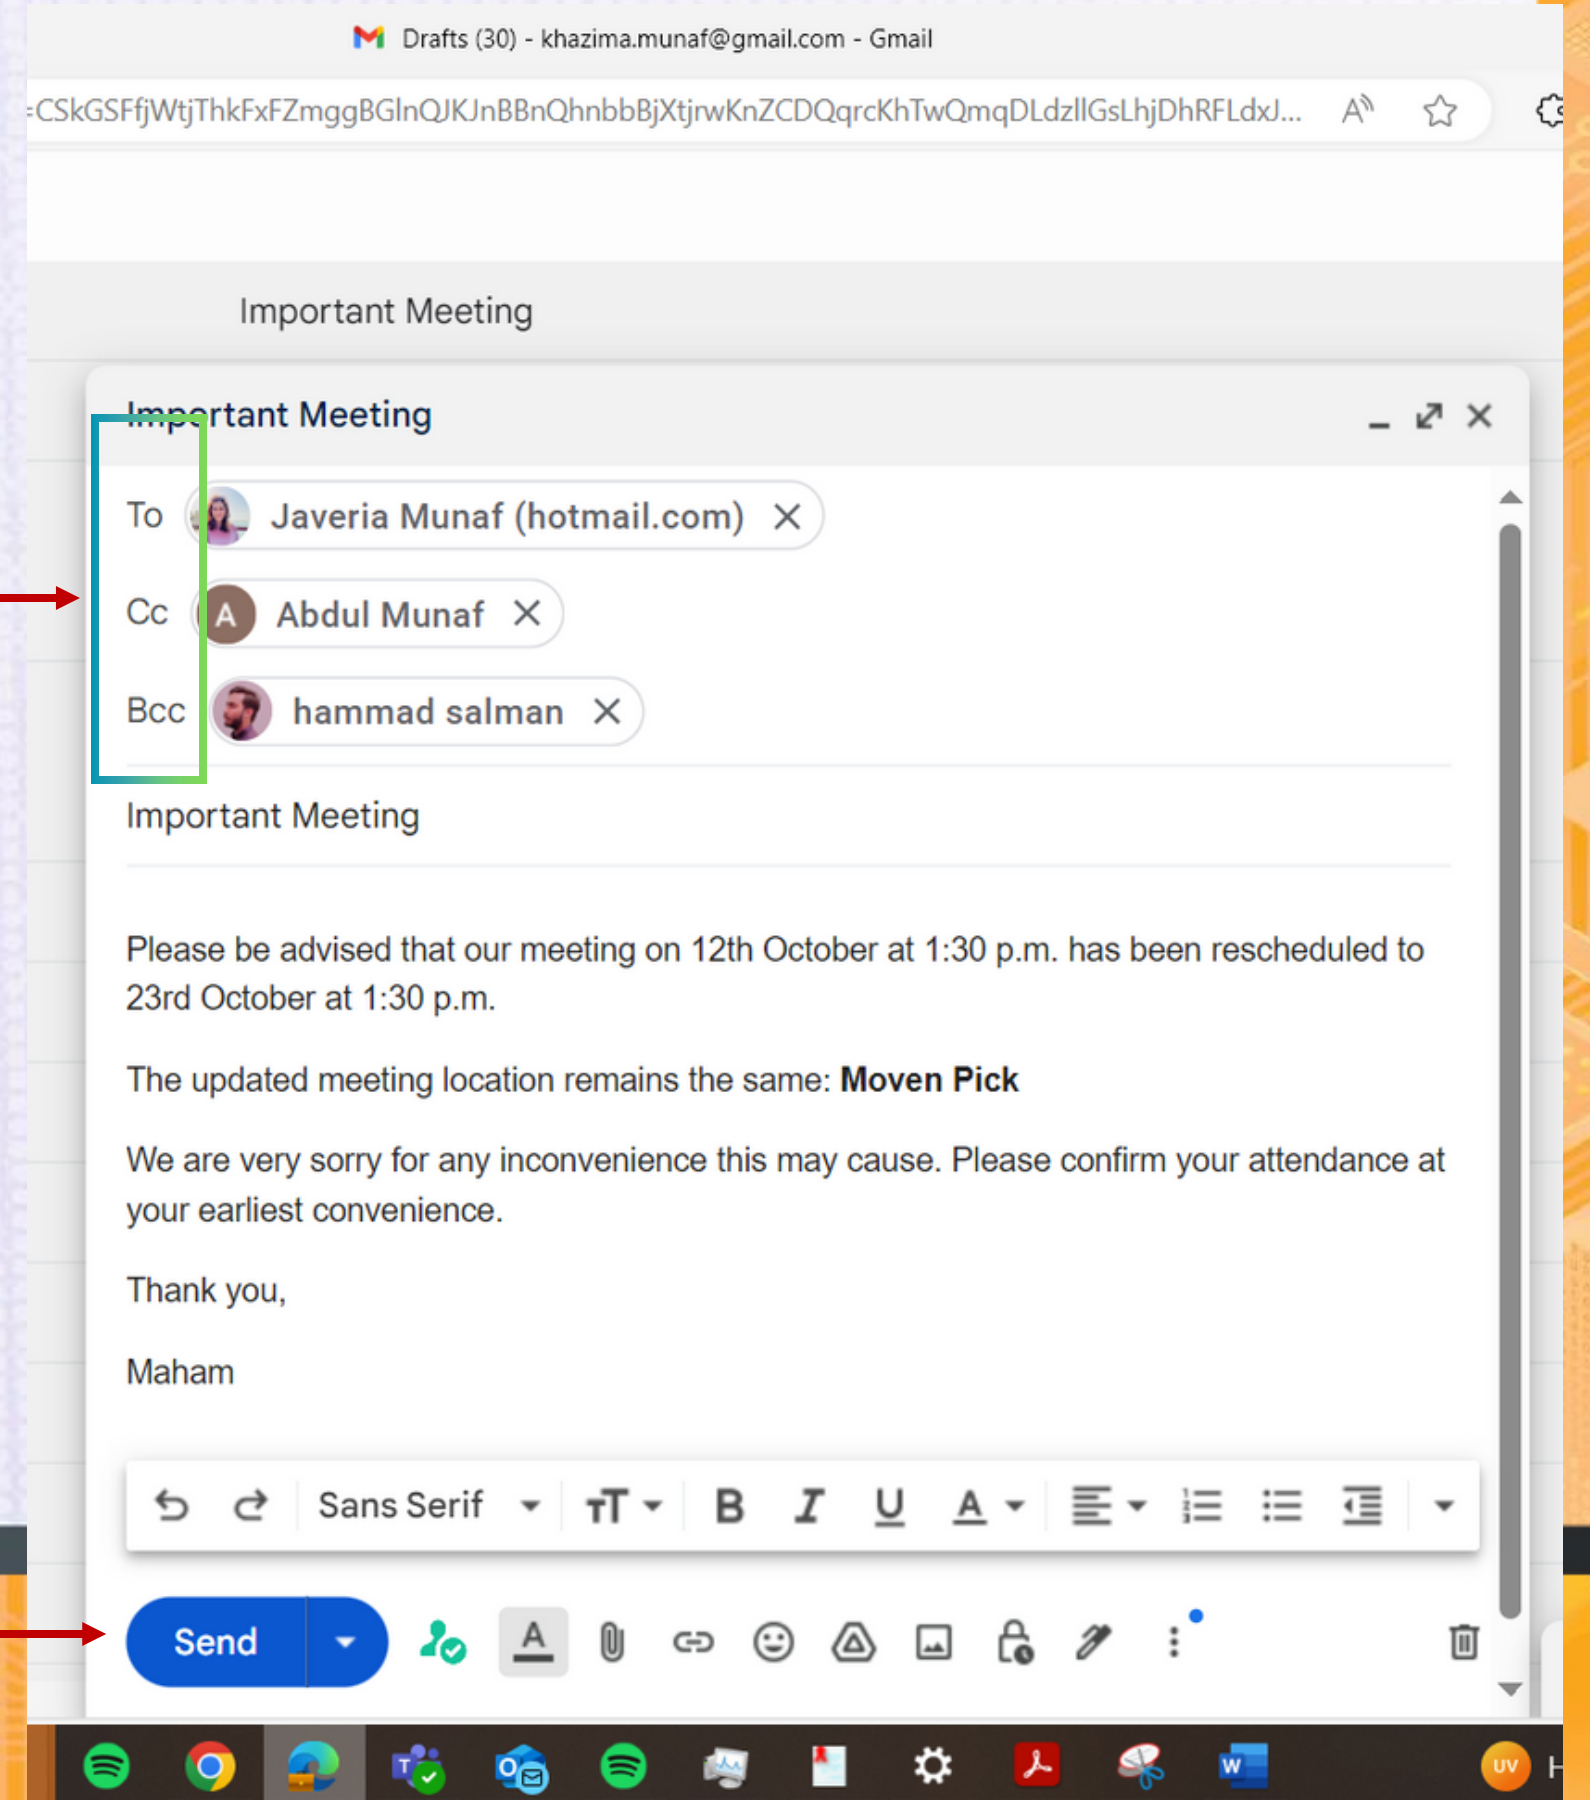 Drafts (30) - khazima.munaf@gmail.com - Gmail
=CSkGSFfjWtjThkFxFZmggBGlnQJKJnBBnQhnbbBjXtjrwKnZCDQqrcKhTwQmqDLdzllGsLhjDhRFLdxJ...
Important Meeting
Important Meeting
To Javeria Munaf (hotmail.com)
Cc A Abdul Munaf
Bcc hammad salman
Important Meeting
Please be advised that our meeting on 12th October at 1:30 p.m. has been rescheduled to
23rd October at 1:30 p.m.
The updated meeting location remains the same: Moven Pick
We are very sorry for any inconvenience this may cause. Please confirm your attendance at
your earliest convenience.
Thank you,
Maham
Sans Serif
Send
UV H